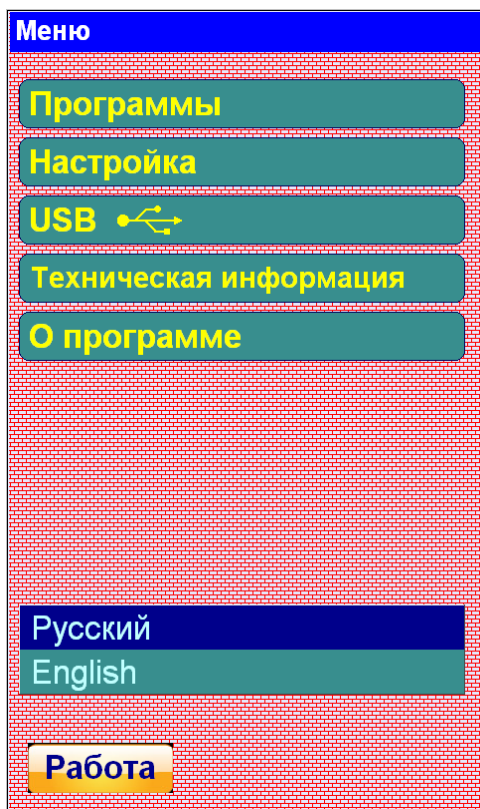 Меню
Программы
Настройка
USB
Техническая информация
О программе
Русский
English
Работа